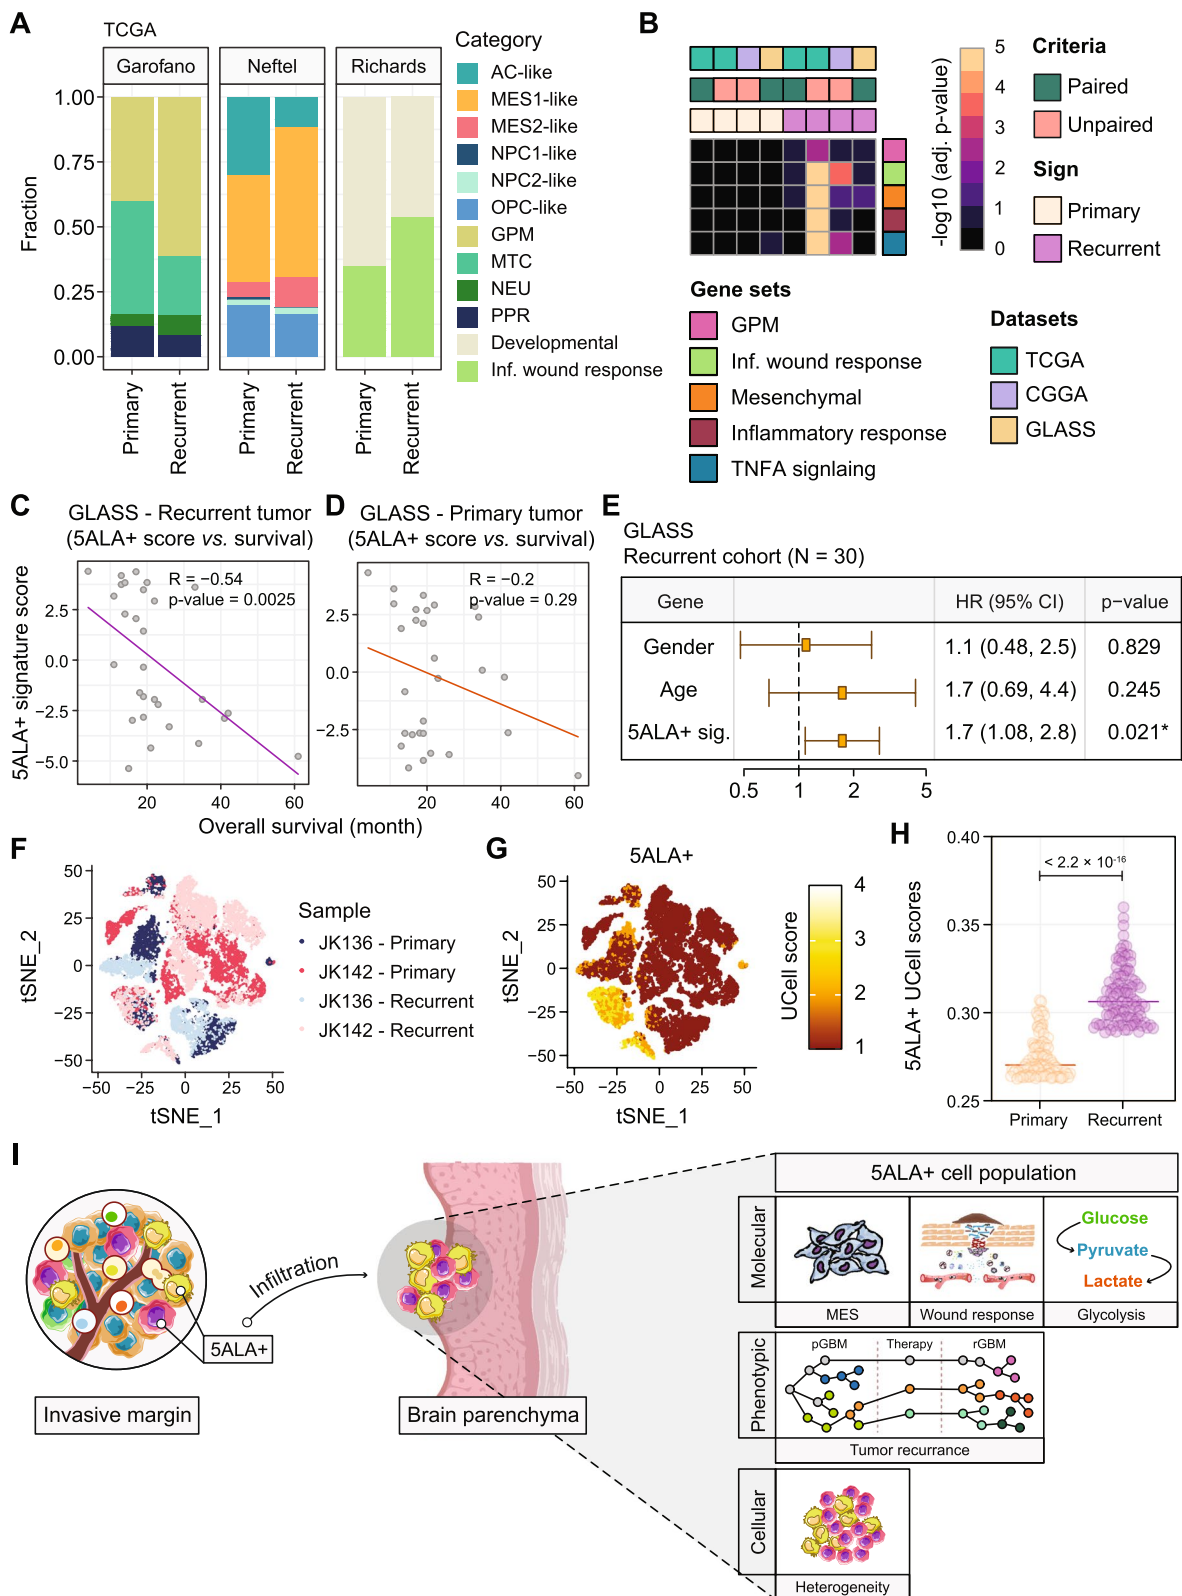 A
TCGA
Garofano
Neftel
Richards
Fraction
1.00
0.75
0.50
0.25
0.00
Primary
Recurrent
Primary
Recurrent
Primary
Recurrent
Category
AC-like
MES1-like
MES2-like
NPC1-like
NPC2-like
OPC-like
GPM
MTC
NEU
PPR
Developmental
Inf. wound response
B
-log10 (adj. p-value)
5
4
3
2
1
0
Criteria
Paired
Unpaired
Sign
Primary
Recurrent
Gene sets
GPM
Inf. wound response
Mesenchymal
Inflammatory response
TNFA signlaing
Datasets
TCGA
CGGA
GLASS
C
GLASS - Recurrent tumor
(5ALA+ score vs. survival)
R = −0.54
p-value = 0.0025
5ALA+ signature score
2.5
0.0
−2.5
−5.0
20
40
60
D
GLASS - Primary tumor
(5ALA+ score vs. survival)
R = −0.2
p-value = 0.29
2.5
0.0
−2.5
20
40
60
Overall survival (month)
E
GLASS
Recurrent cohort (N = 30)
Gene HR (95% CI) p−value
Gender 1.1 (0.48, 2.5) 0.829
Age 1.7 (0.69, 4.4) 0.245
5ALA+ sig. 1.7 (1.08, 2.8) 0.021*
0.5 1 2 5
F
tSNE_2
50
25
0
−25
−50
−50 −25 0 25 50
tSNE_1
Sample
JK136 - Primary
JK142 - Primary
JK136 - Recurrent
JK142 - Recurrent
G
5ALA+
tSNE_2
50
25
0
−25
−50
−50 −25 0 25 50
tSNE_1
UCell score
4
3
2
1
H
5ALA+ UCell scores
0.40
0.35
0.30
0.25
< 2.2 × 10-16
Primary
Recurrent
I
5ALA+
Infiltration
Invasive margin
Brain parenchyma
5ALA+ cell population
Molecular
MES
Wound response
Glucose
Pyruvate
Lactate
Glycolysis
Phenotypic
pGBM Therapy rGBM
Tumor recurrance
Cellular
Heterogeneity